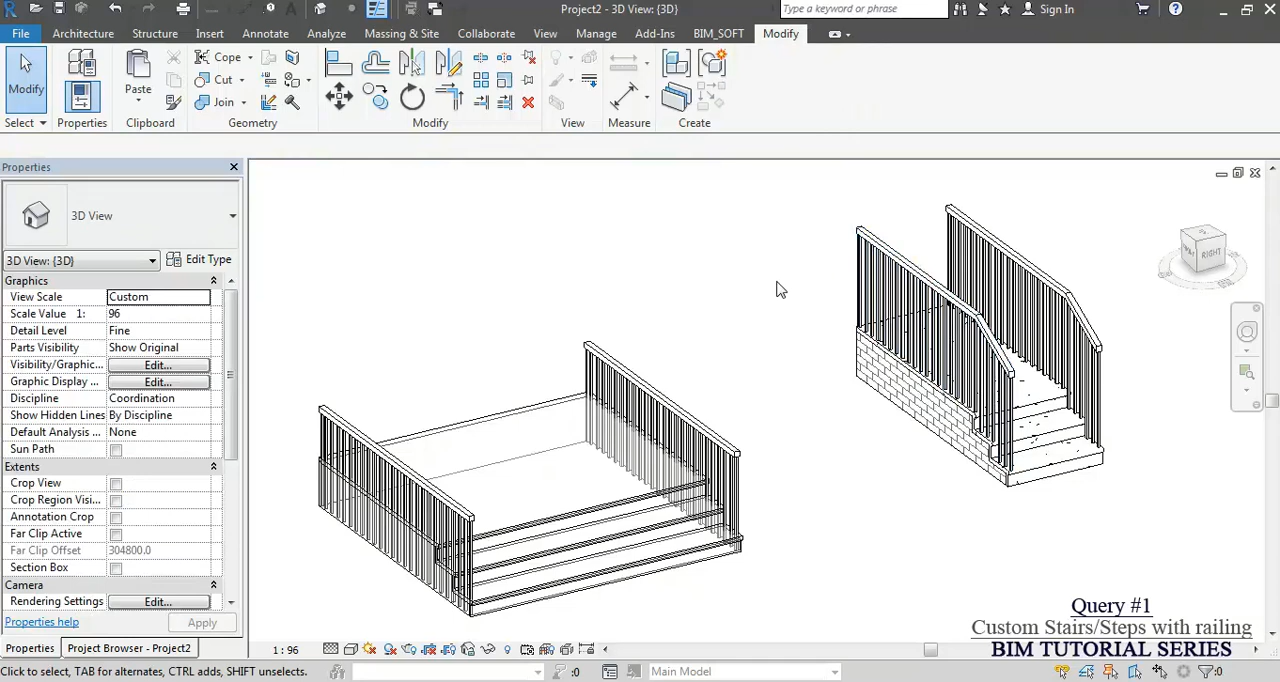 Project2 - 3D View: {3D}
Type a keyword or phrase
Sign In
File Architecture Structure Insert Annotate Analyze Massing & Site Collaborate View Manage Add-Ins BIM_SOFT Modify
Modify
Properties
Paste
Cope
Cut
Join
Select Properties Clipboard Geometry Modify View Measure Create
Properties
3D View
3D View: {3D} Edit Type
Graphics
View Scale Custom
Scale Value 1: 96
Detail Level Fine
Parts Visibility Show Original
Visibility/Graphic... Edit...
Graphic Display ... Edit...
Discipline Coordination
Show Hidden Lines By Discipline
Default Analysis ... None
Sun Path
Extents
Crop View
Crop Region Visi...
Annotation Crop
Far Clip Active
Far Clip Offset 304800.0
Section Box
Camera
Rendering Settings Edit...
Properties help Apply
Properties Project Browser - Project2
1 : 96
Click to select, TAB for alternates, CTRL adds, SHIFT unselects.
:0
Main Model
:0
RIGHT
Query #1
Custom Stairs/Steps with railing
BIM TUTORIAL SERIES